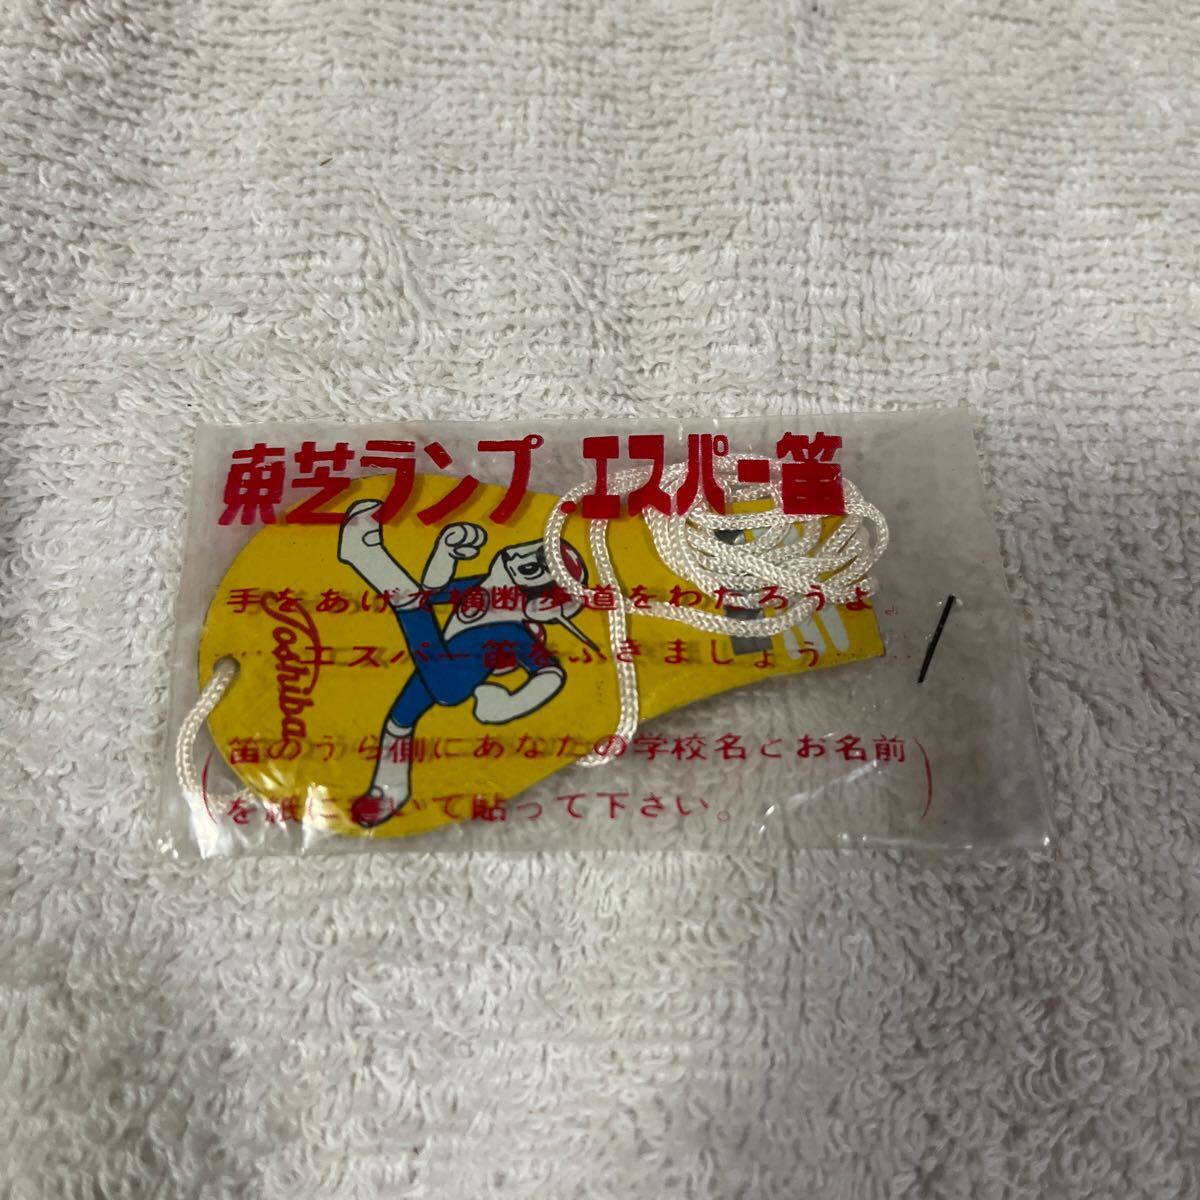 東芝ランプ.エスパー笛
手をあげて横断歩道をわたろうよ。
……エスパー笛をふきましょう……
(笛のうら側にあなたの学校名とお名前
を紙に書いて貼って下さい。)
Toshiba